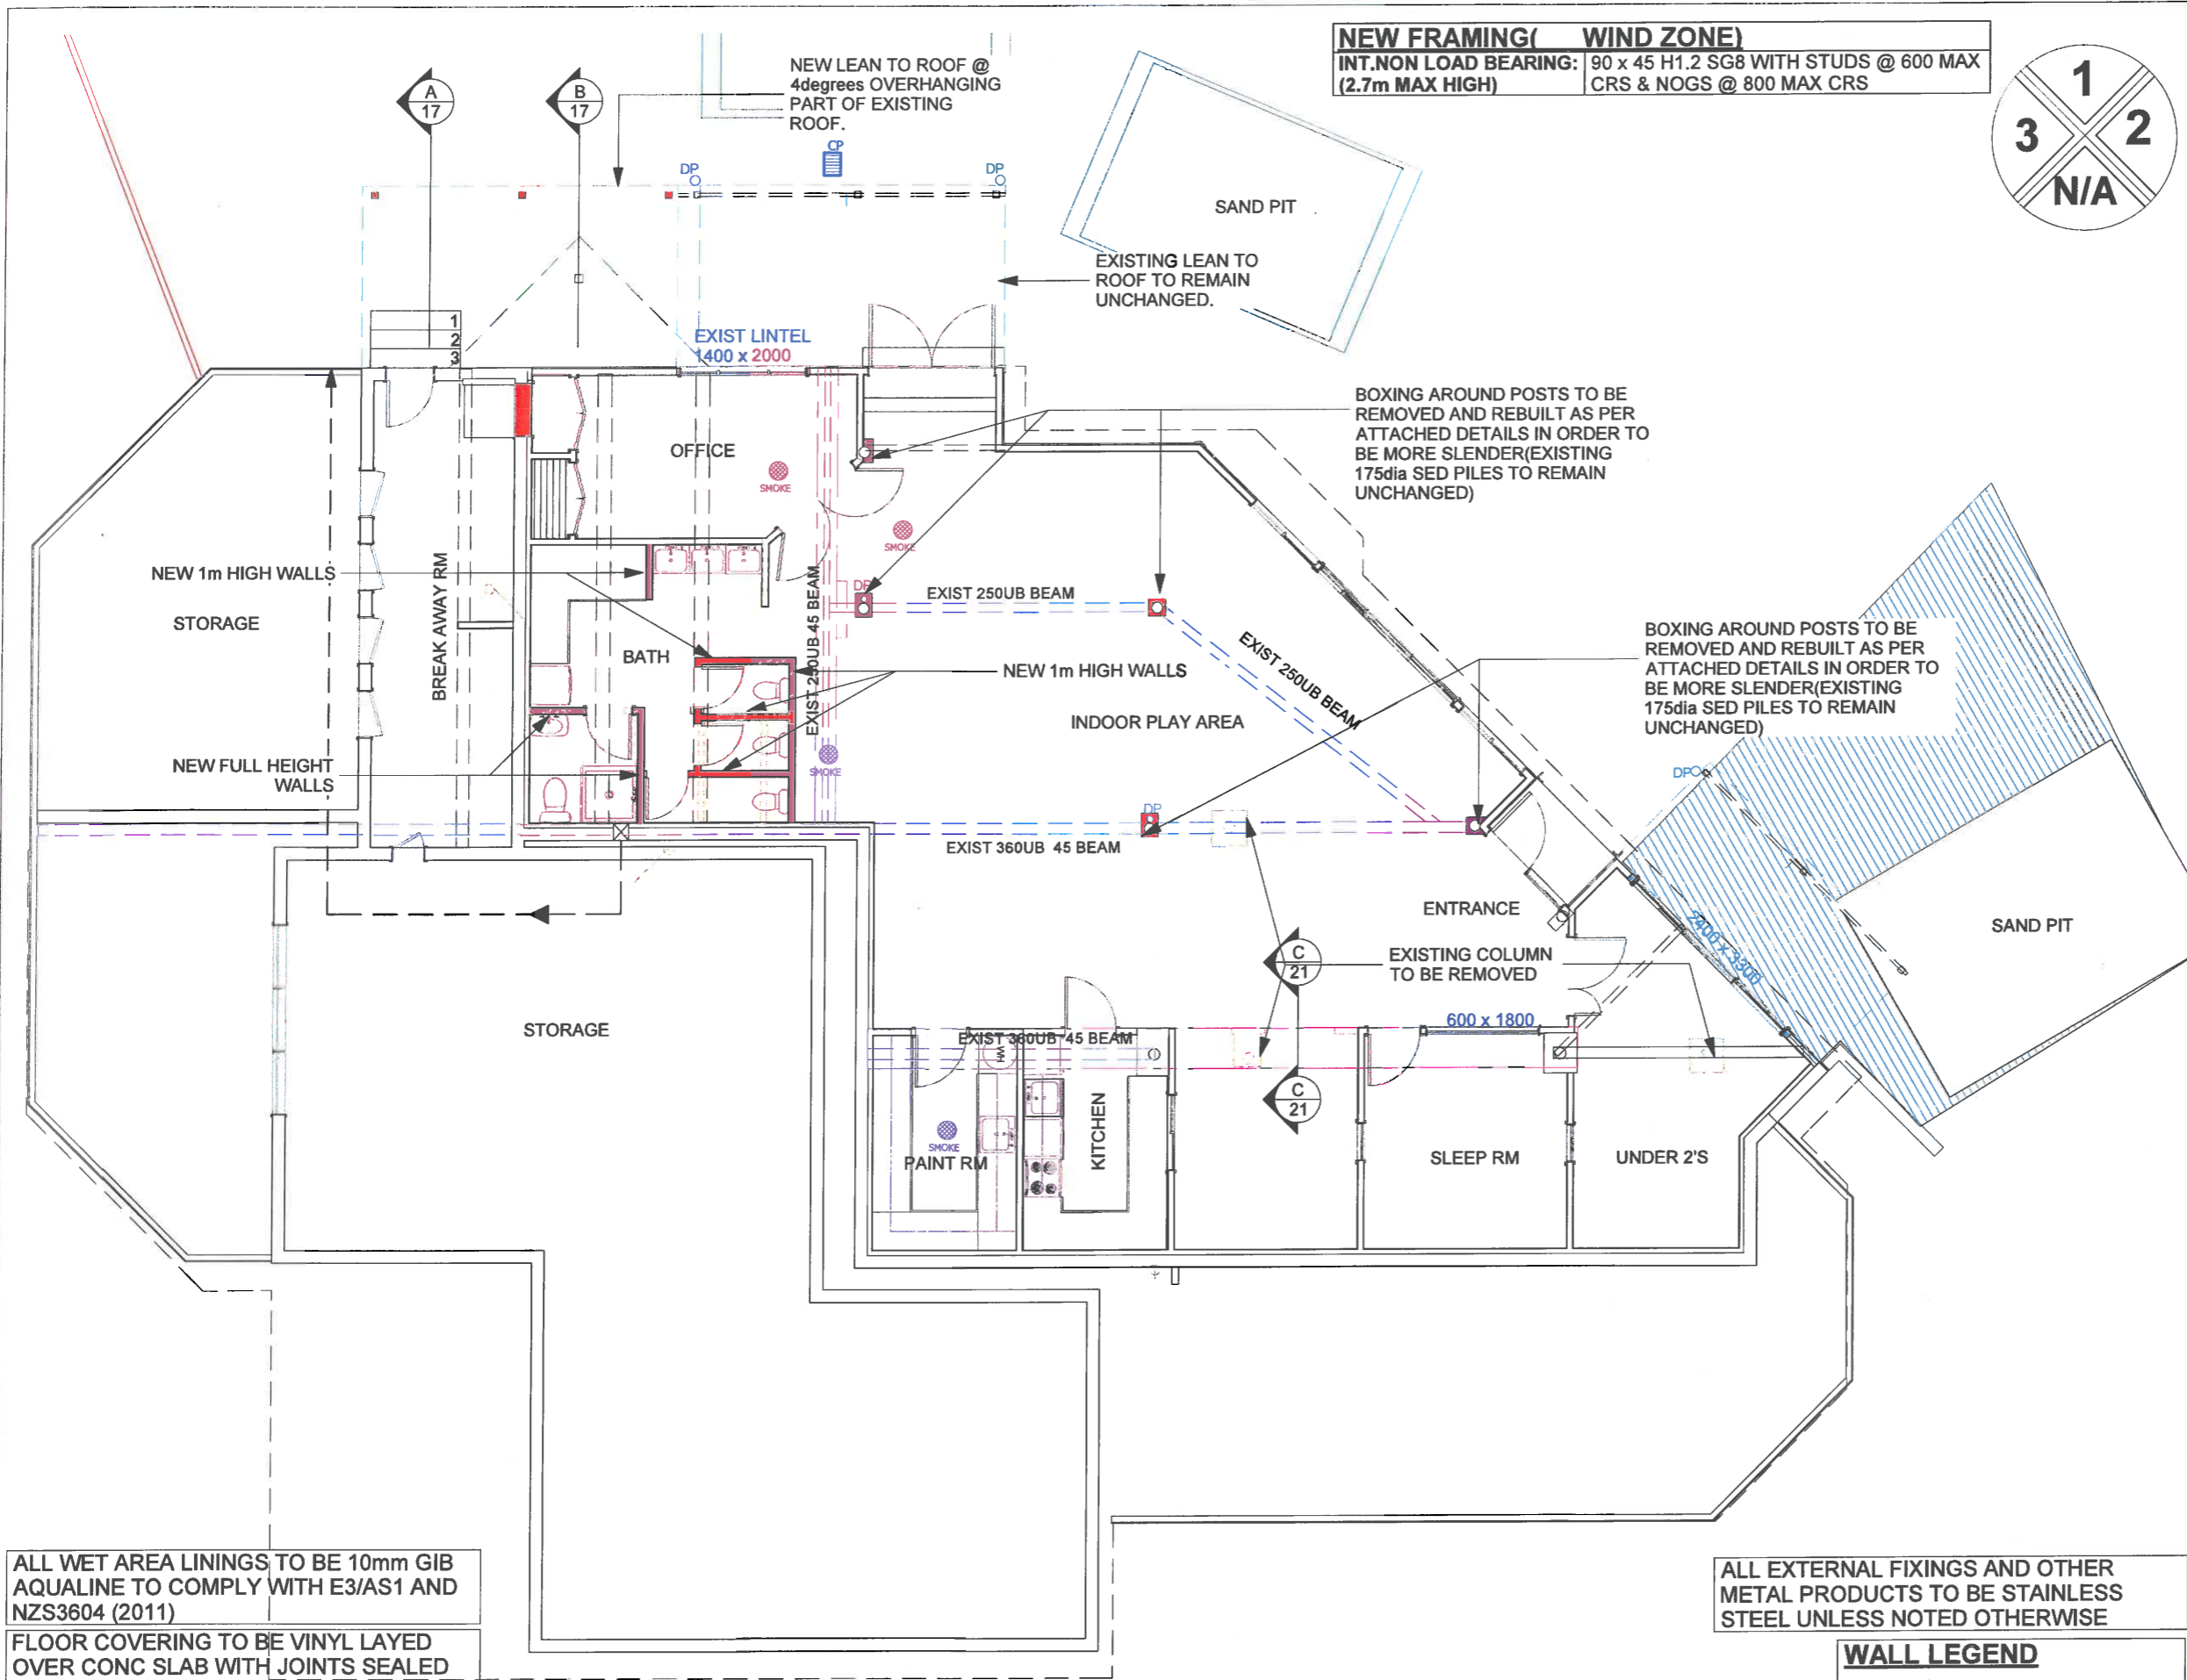 NEW FRAMING( WIND ZONE)
INT.NON LOAD BEARING: 90 x 45 H1.2 SG8 WITH STUDS @ 600 MAX
(2.7m MAX HIGH) CRS & NOGS @ 800 MAX CRS
1
3
2
N/A
A
17
B
17
NEW LEAN TO ROOF @
4degrees OVERHANGING
PART OF EXISTING
ROOF.
CP
DP
DP
SAND PIT
EXISTING LEAN TO
ROOF TO REMAIN
UNCHANGED.
1
2
3
EXIST LINTEL
1400 x 2000
BOXING AROUND POSTS TO BE
REMOVED AND REBUILT AS PER
ATTACHED DETAILS IN ORDER TO
BE MORE SLENDER(EXISTING
175dia SED PILES TO REMAIN
UNCHANGED)
OFFICE
SMOKE
SMOKE
NEW 1m HIGH WALLS
STORAGE
BREAK AWAY RM
BATH
DP
EXIST 250UB BEAM
EXIST 250UB 45 BEAM
EXIST 250UB BEAM
NEW 1m HIGH WALLS
INDOOR PLAY AREA
BOXING AROUND POSTS TO BE
REMOVED AND REBUILT AS PER
ATTACHED DETAILS IN ORDER TO
BE MORE SLENDER(EXISTING
175dia SED PILES TO REMAIN
UNCHANGED)
SMOKE
NEW FULL HEIGHT
WALLS
DP
DP
EXIST 360UB 45 BEAM
ENTRANCE
2400 x 3300
SAND PIT
C
21
EXISTING COLUMN
TO BE REMOVED
STORAGE
EXIST 360UB 45 BEAM
600 x 1800
WH
C
21
SMOKE
PAINT RM
KITCHEN
SLEEP RM
UNDER 2'S
ALL WET AREA LININGS TO BE 10mm GIB
AQUALINE TO COMPLY WITH E3/AS1 AND
NZS3604 (2011)
FLOOR COVERING TO BE VINYL LAYED
OVER CONC SLAB WITH JOINTS SEALED
ALL EXTERNAL FIXINGS AND OTHER
METAL PRODUCTS TO BE STAINLESS
STEEL UNLESS NOTED OTHERWISE
WALL LEGEND